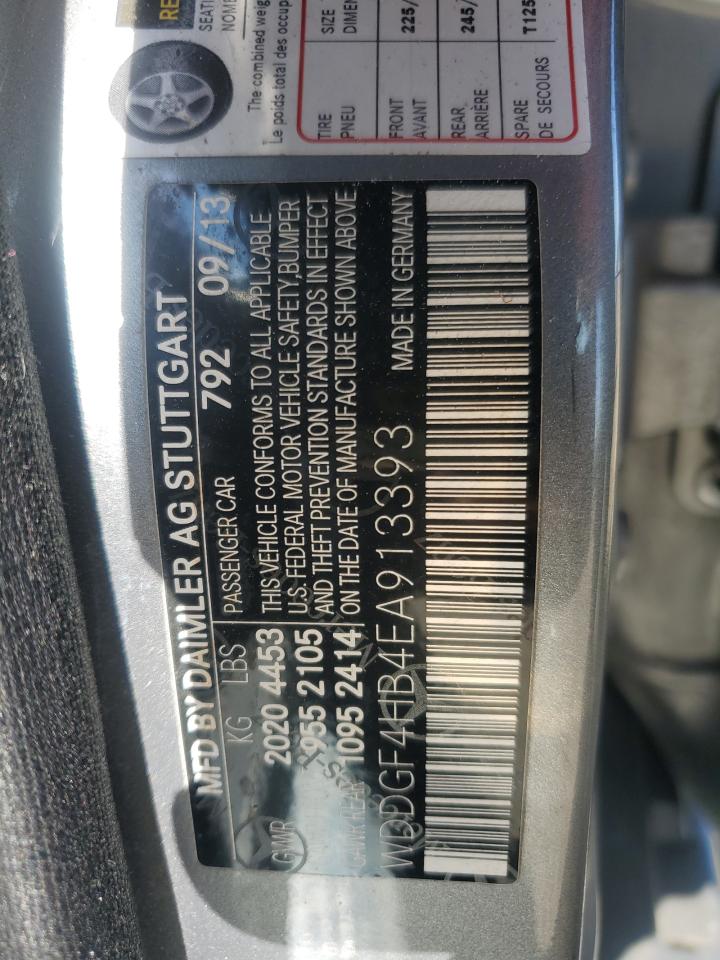 RE
SEATI
NOMB
The combined weig
Le poids total des occup
TIRE SIZE
PNEU DIMEN
FRONT 225/
AVANT
REAR 245/
ARRIÈRE
SPARE T125
DE SECOURS
MFD BY DAIMLER AG STUTTGART
KG LBS PASSENGER CAR 792 09/13
2020 4453
955 2105
1095 2414
THIS VEHICLE CONFORMS TO ALL APPLICABLE
U.S. FEDERAL MOTOR VEHICLE SAFETY, BUMPER
AND THEFT PREVENTION STANDARDS IN EFFECT
ON THE DATE OF MANUFACTURE SHOWN ABOVE
WDDGF4HB4EA913393 MADE IN GERMANY